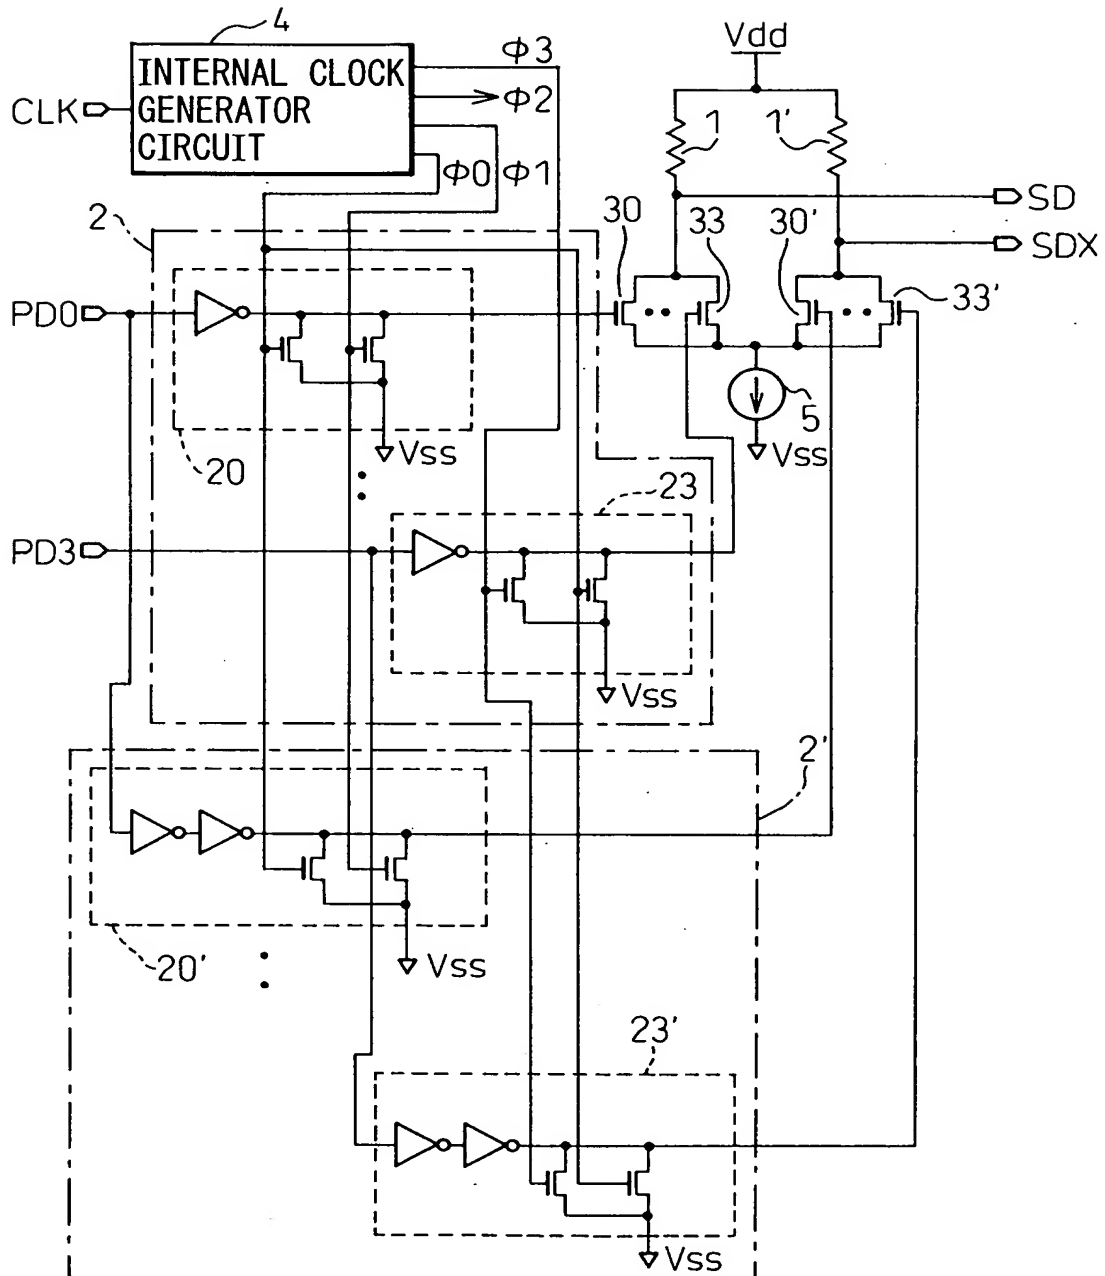 4
Vdd
ϕ3
INTERNAL CLOCK
GENERATOR
CIRCUIT
CLK
ϕ2
1
1'
ϕ0
ϕ1
SD
2
30
33
30'
SDX
33'
PD0
5
Vss
Vss
20
23
PD3
Vss
2'
20'
Vss
23'
Vss